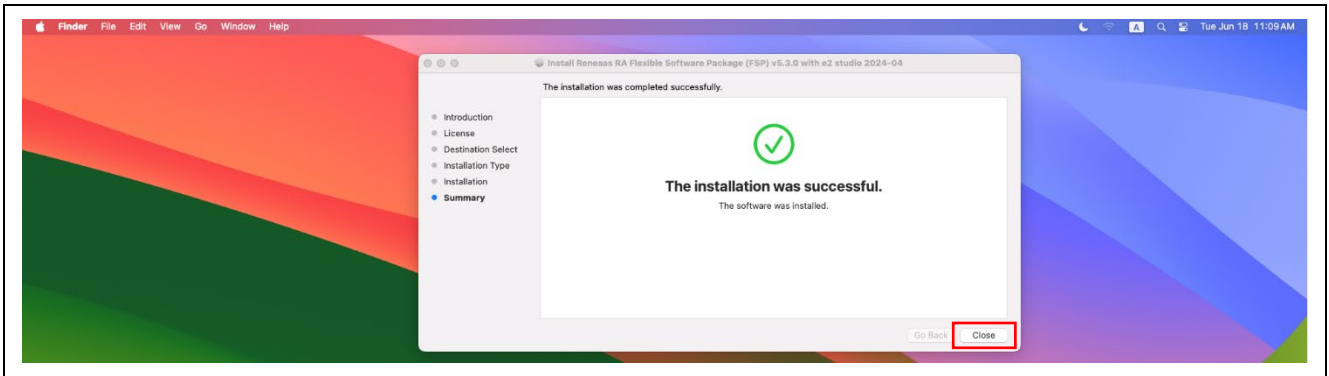 Finder File Edit View Go Window Help
A
Tue Jun 18 11:09 AM
Install Renesas RA Flexible Software Package (FSP) v5.3.0 with e2 studio 2024-04
The installation was completed successfully.
Introduction
License
Destination Select
Installation Type
Installation
Summary
The installation was successful.
The software was installed.
Go Back
Close